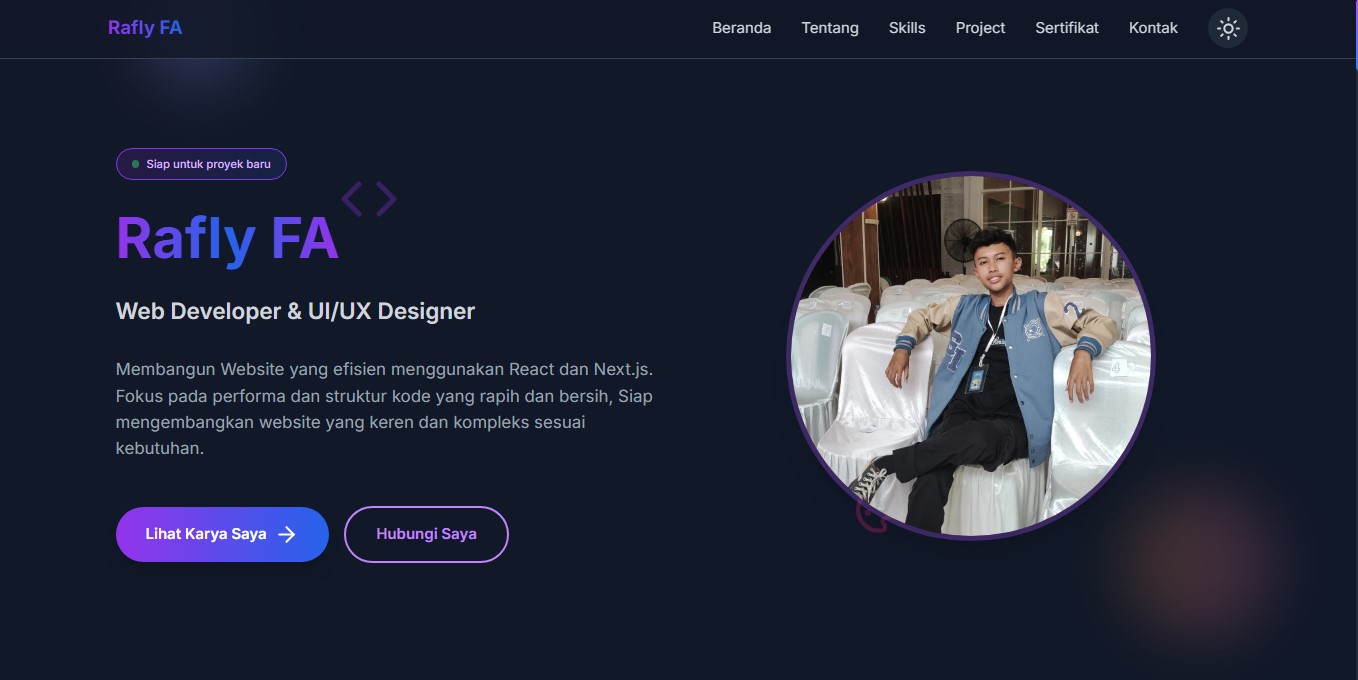 Rafly FA
Beranda
Tentang
Skills
Project
Sertifikat
Kontak
Siap untuk proyek baru
Rafly FA
Web Developer & UI/UX Designer
Membangun Website yang efisien menggunakan React dan Next.js.
Fokus pada performa dan struktur kode yang rapih dan bersih, Siap
mengembangkan website yang keren dan kompleks sesuai
kebutuhan.
Lihat Karya Saya
Hubungi Saya